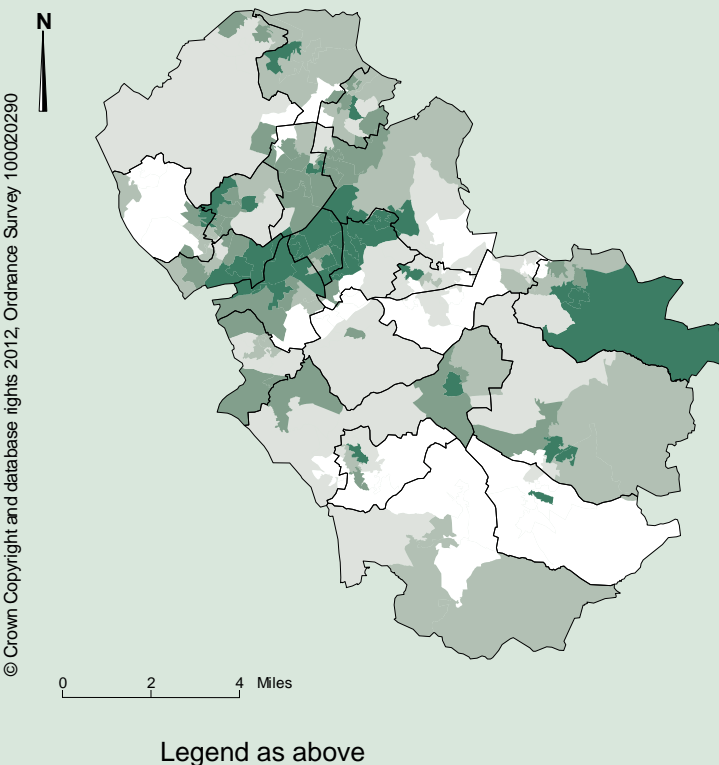 N
© Crown Copyright and database rights 2012, Ordnance Survey 100020290
0 2 4 Miles
Legend as above